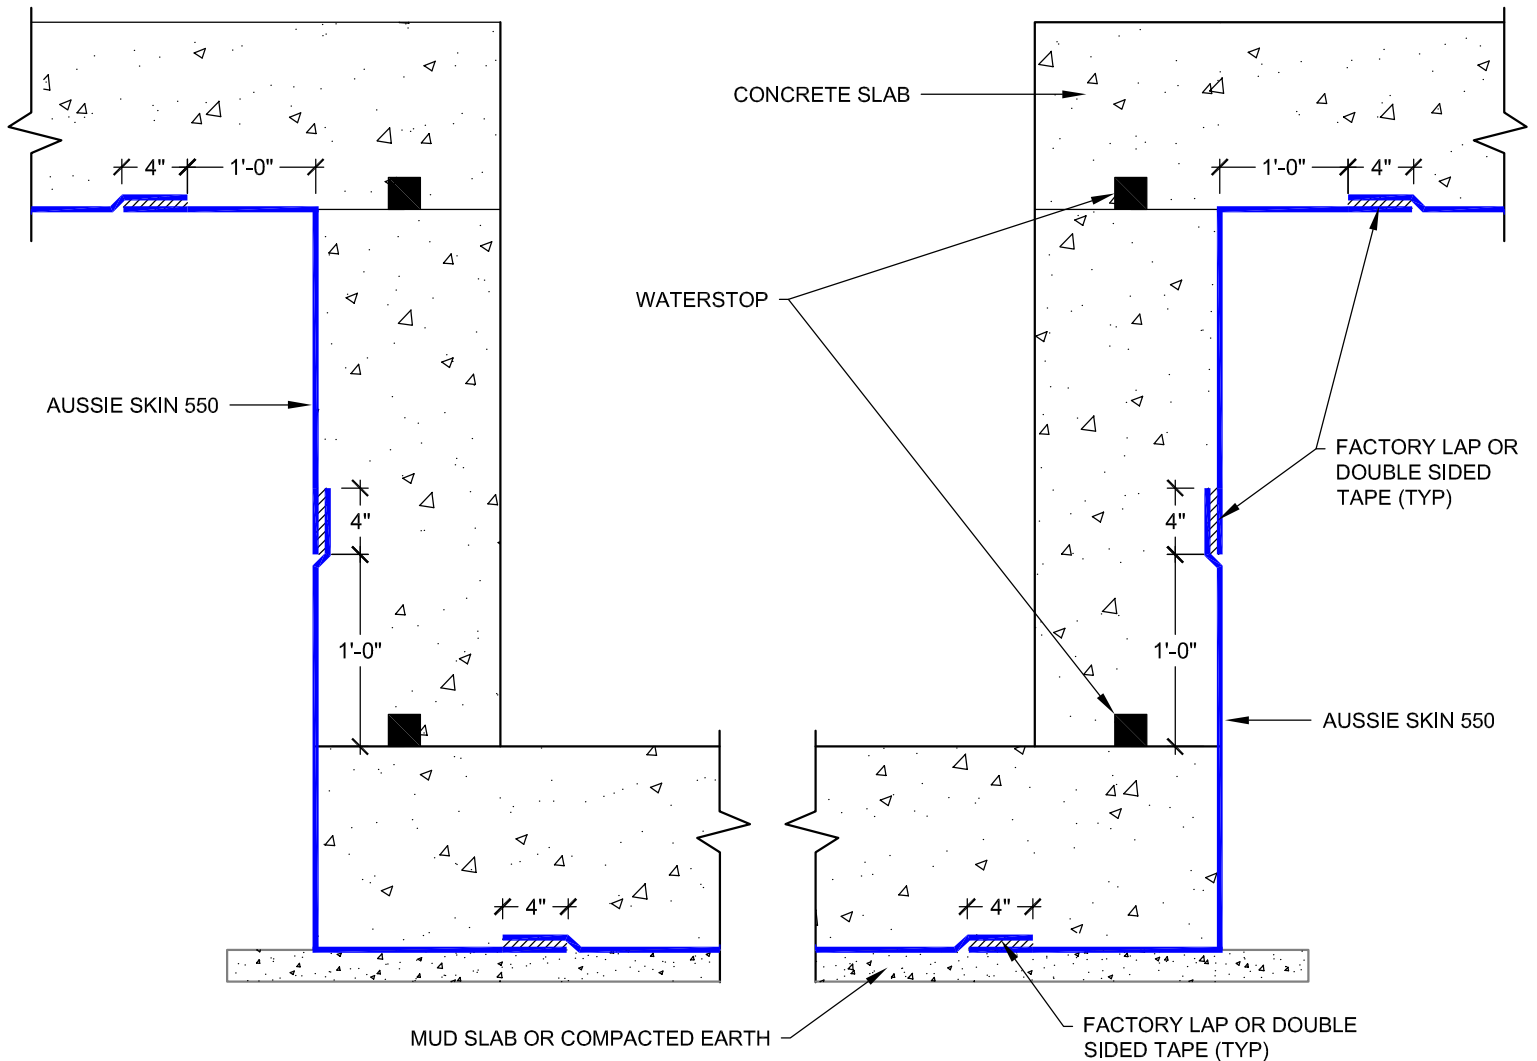 CONCRETE SLAB
4"
1'-0"
1'-0"
4"
WATERSTOP
AUSSIE SKIN 550
FACTORY LAP OR
DOUBLE SIDED
TAPE (TYP)
4"
4"
1'-0"
1'-0"
AUSSIE SKIN 550
4"
4"
MUD SLAB OR COMPACTED EARTH
FACTORY LAP OR DOUBLE
SIDED TAPE (TYP)